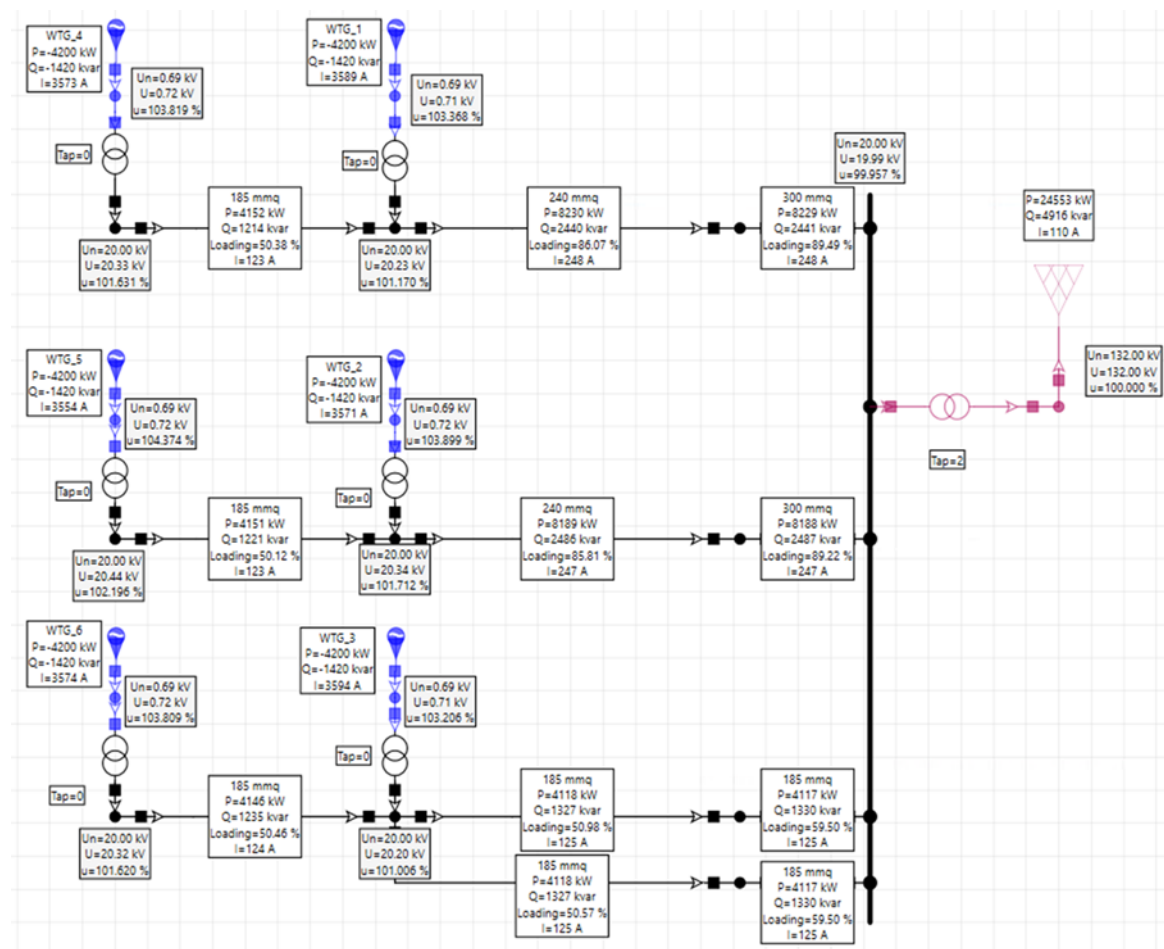 WTG_4
P=-4200 kW
Q=-1420 kvar
I=3573 A
Un=0.69 kV
U=0.72 kV
u=103.819 %
Tap=0
WTG_1
P=-4200 kW
Q=-1420 kvar
I=3589 A
Un=0.69 kV
U=0.71 kV
u=103.368 %
Tap=0
185 mmq
P=4152 kW
Q=1214 kvar
Loading=50.38 %
I=123 A
240 mmq
P=8230 kW
Q=2440 kvar
Loading=86.07 %
I=248 A
300 mmq
P=8229 kW
Q=2441 kvar
Loading=89.49 %
I=248 A
Un=20.00 kV
U=20.33 kV
u=101.631 %
Un=20.00 kV
U=20.23 kV
u=101.170 %
Un=20.00 kV
U=19.99 kV
u=99.957 %
P=24553 kW
Q=4916 kvar
I=110 A
Un=132.00 kV
U=132.00 kV
u=100.000 %
Tap=2
WTG_5
P=-4200 kW
Q=-1420 kvar
I=3554 A
Un=0.69 kV
U=0.72 kV
u=104.374 %
Tap=0
WTG_2
P=-4200 kW
Q=-1420 kvar
I=3571 A
Un=0.69 kV
U=0.72 kV
u=103.899 %
Tap=0
185 mmq
P=4151 kW
Q=1221 kvar
Loading=50.12 %
I=123 A
240 mmq
P=8189 kW
Q=2486 kvar
Loading=85.81 %
I=247 A
300 mmq
P=8188 kW
Q=2487 kvar
Loading=89.22 %
I=247 A
Un=20.00 kV
U=20.44 kV
u=102.196 %
Un=20.00 kV
U=20.34 kV
u=101.712 %
WTG_6
P=-4200 kW
Q=-1420 kvar
I=3574 A
Un=0.69 kV
U=0.72 kV
u=103.809 %
Tap=0
WTG_3
P=-4200 kW
Q=-1420 kvar
I=3594 A
Un=0.69 kV
U=0.71 kV
u=103.206 %
Tap=0
185 mmq
P=4146 kW
Q=1235 kvar
Loading=50.46 %
I=124 A
185 mmq
P=4118 kW
Q=1327 kvar
Loading=50.98 %
I=125 A
185 mmq
P=4117 kW
Q=1330 kvar
Loading=59.50 %
I=125 A
Un=20.00 kV
U=20.32 kV
u=101.620 %
Un=20.00 kV
U=20.20 kV
u=101.006 %
185 mmq
P=4118 kW
Q=1327 kvar
Loading=50.57 %
I=125 A
185 mmq
P=4117 kW
Q=1330 kvar
Loading=59.50 %
I=125 A